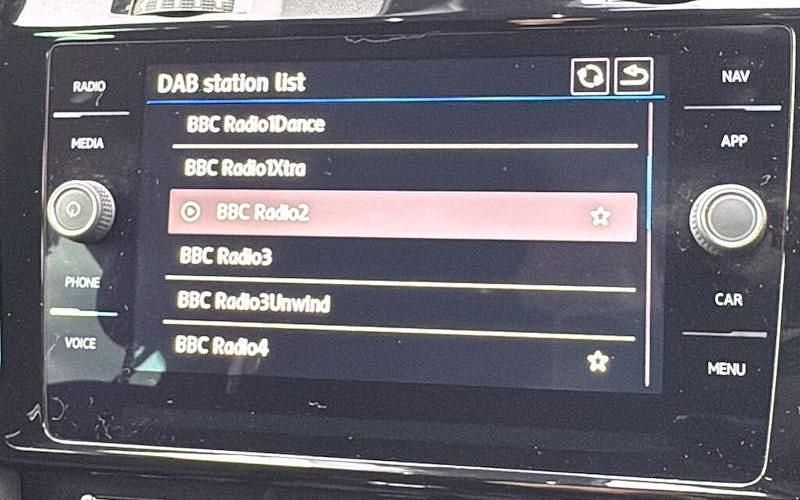 DAB station list
BBC Radio1Dance
BBC Radio1Xtra
BBC Radio2
BBC Radio3
BBC Radio3Unwind
BBC Radio4
RADIO
MEDIA
PHONE
VOICE
NAV
APP
CAR
MENU